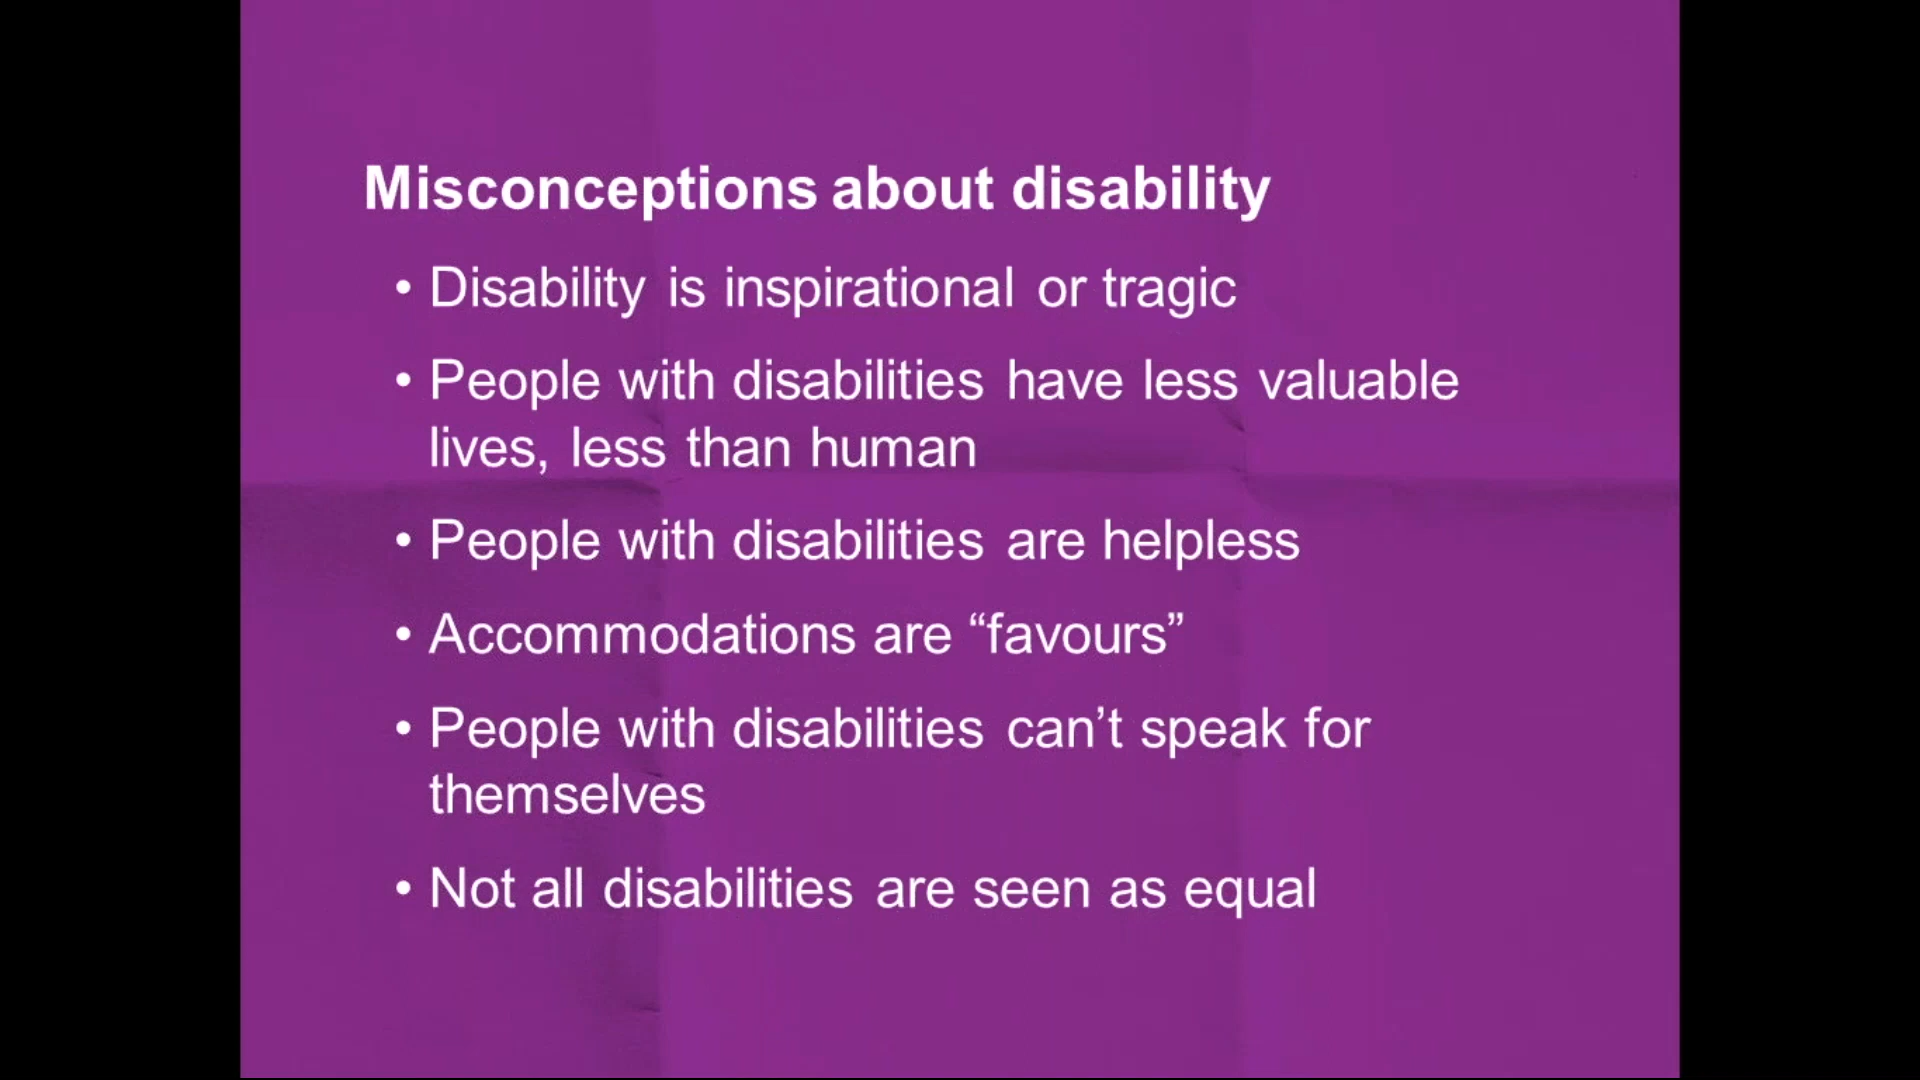 Misconceptions about disability
• Disability is inspirational or tragic
• People with disabilities have less valuable
lives, less than human
• People with disabilities are helpless
• Accommodations are “favours”
• People with disabilities can’t speak for
themselves
• Not all disabilities are seen as equal